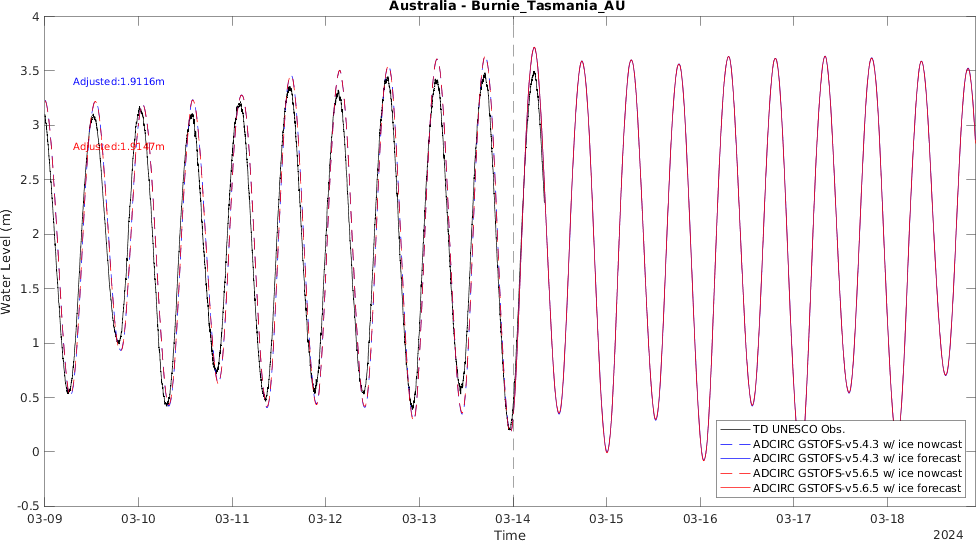 Australia - Burnie_Tasmania_AU
4
3.5
3
2.5
2
1.5
1
0.5
0
-0.5
Water Level (m)
Adjusted:1.9116m
Adjusted:1.9147m
TD UNESCO Obs.
ADCIRC GSTOFS-v5.4.3 w/ ice nowcast
ADCIRC GSTOFS-v5.4.3 w/ ice forecast
ADCIRC GSTOFS-v5.6.5 w/ ice nowcast
ADCIRC GSTOFS-v5.6.5 w/ ice forecast
03-09 03-10 03-11 03-12 03-13 03-14 03-15 03-16 03-17 03-18
Time
2024